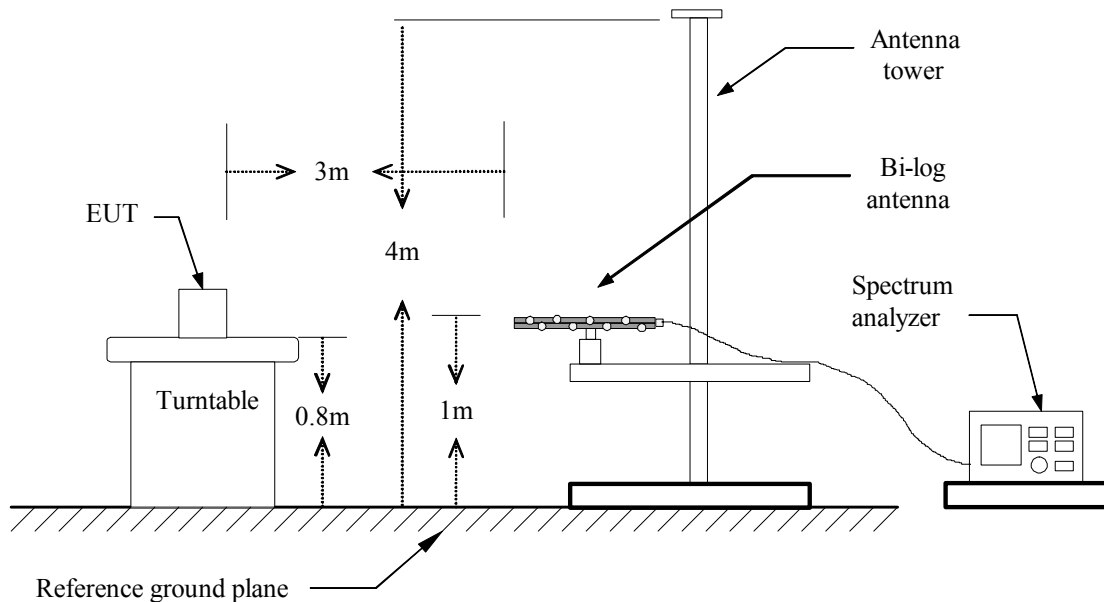 Antenna
tower
3m
Bi-log
antenna
EUT
4m
Spectrum
analyzer
Turntable
0.8m
1m
Reference ground plane